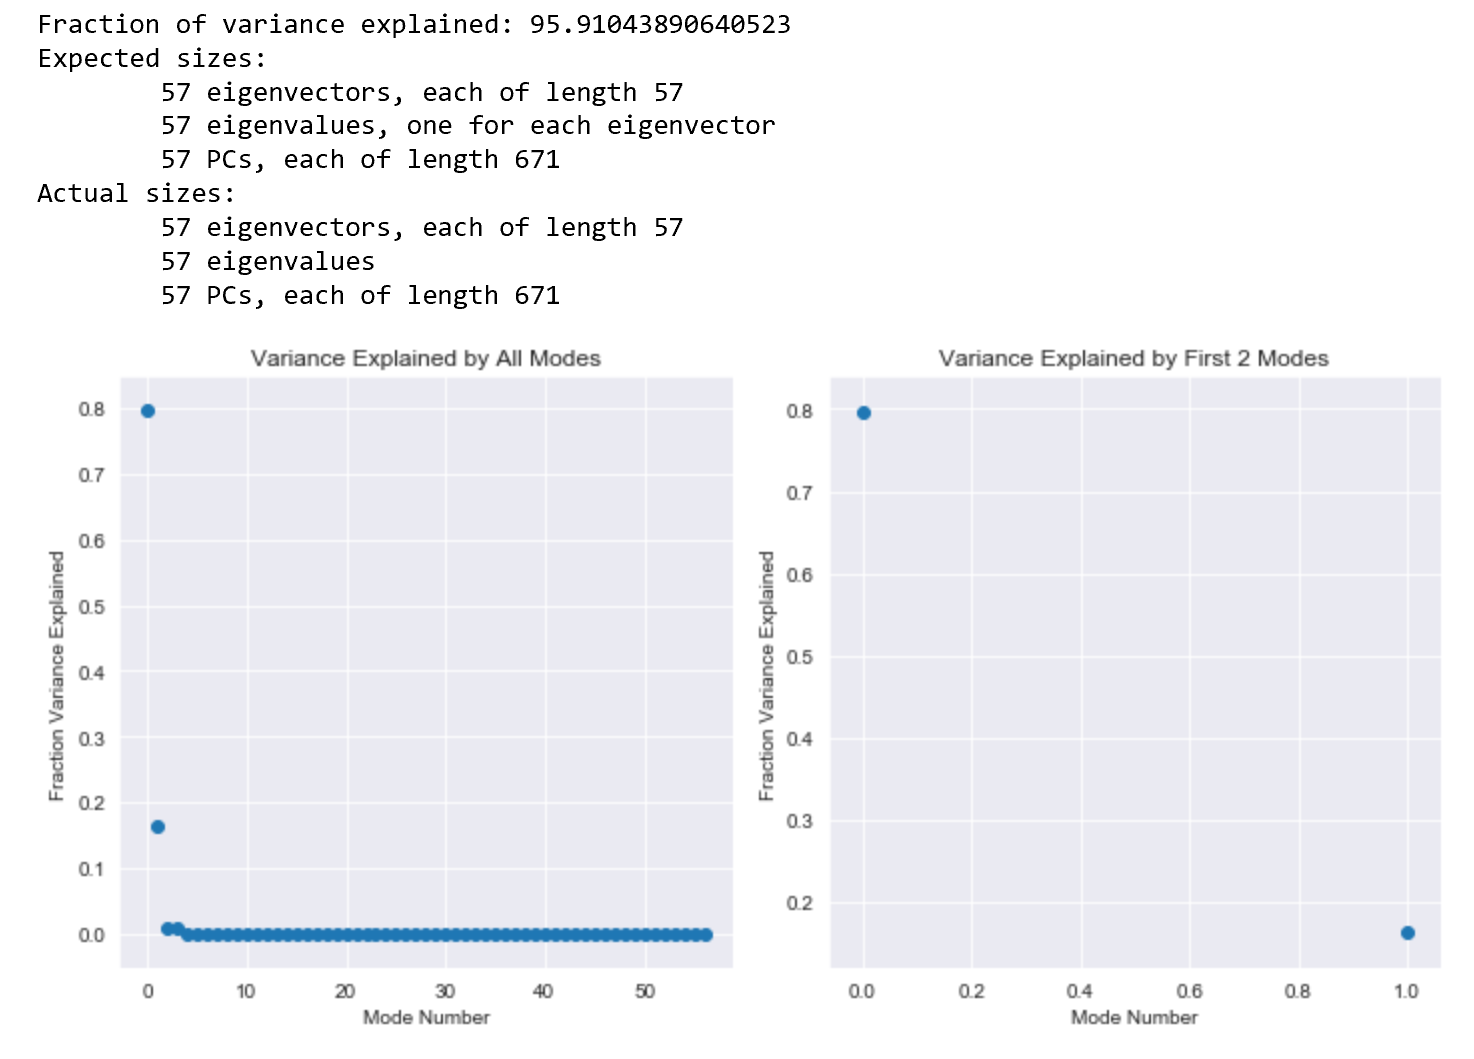 Fraction of variance explained: 95.91043890640523
Expected sizes:
57 eigenvectors, each of length 57
57 eigenvalues, one for each eigenvector
57 PCs, each of length 671
Actual sizes:
57 eigenvectors, each of length 57
57 eigenvalues
57 PCs, each of length 671
Variance Explained by All Modes
Fraction Variance Explained
0.8
0.7
0.6
0.5
0.4
0.3
0.2
0.1
0.0
0 10 20 30 40 50
Mode Number
Variance Explained by First 2 Modes
Fraction Variance Explained
0.8
0.7
0.6
0.5
0.4
0.3
0.2
0.0 0.2 0.4 0.6 0.8 1.0
Mode Number